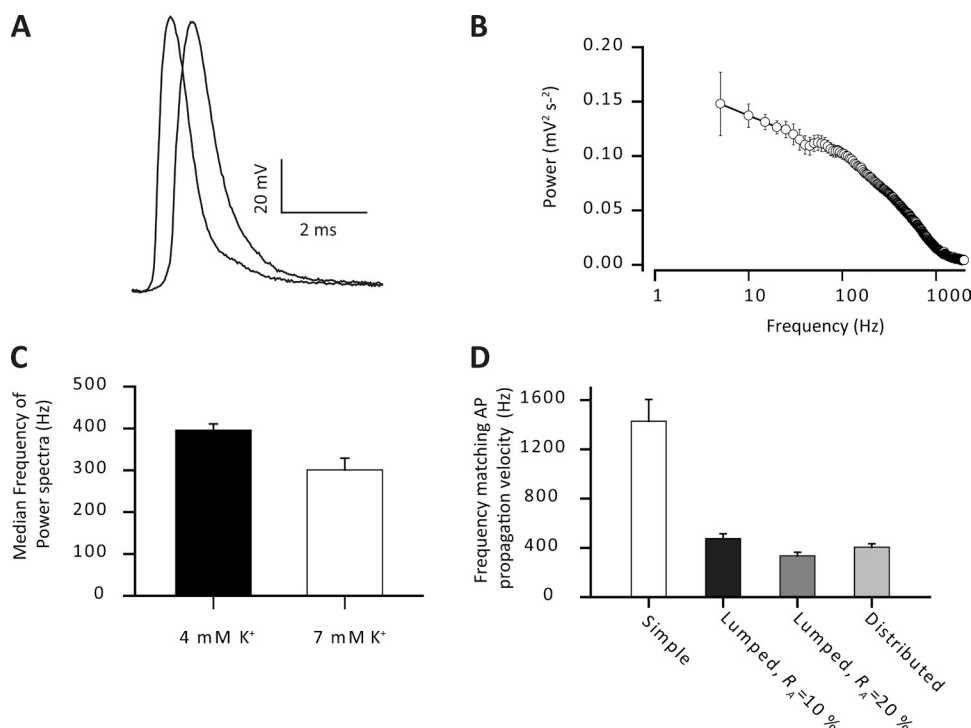 A
20 mV
2 ms
B
Power (mV² s⁻²)
0.20
0.15
0.10
0.05
0.00
1
10
100
1000
Frequency (Hz)
C
Median Frequency of
Power spectra (Hz)
500
400
300
200
100
0
4 mM K⁺
7 mM K⁺
D
Frequency matching AP
propagation velocity (Hz)
1600
1200
800
400
0
Simple
Lumped, R_A=10 %
Lumped, R_A=20 %
Distributed